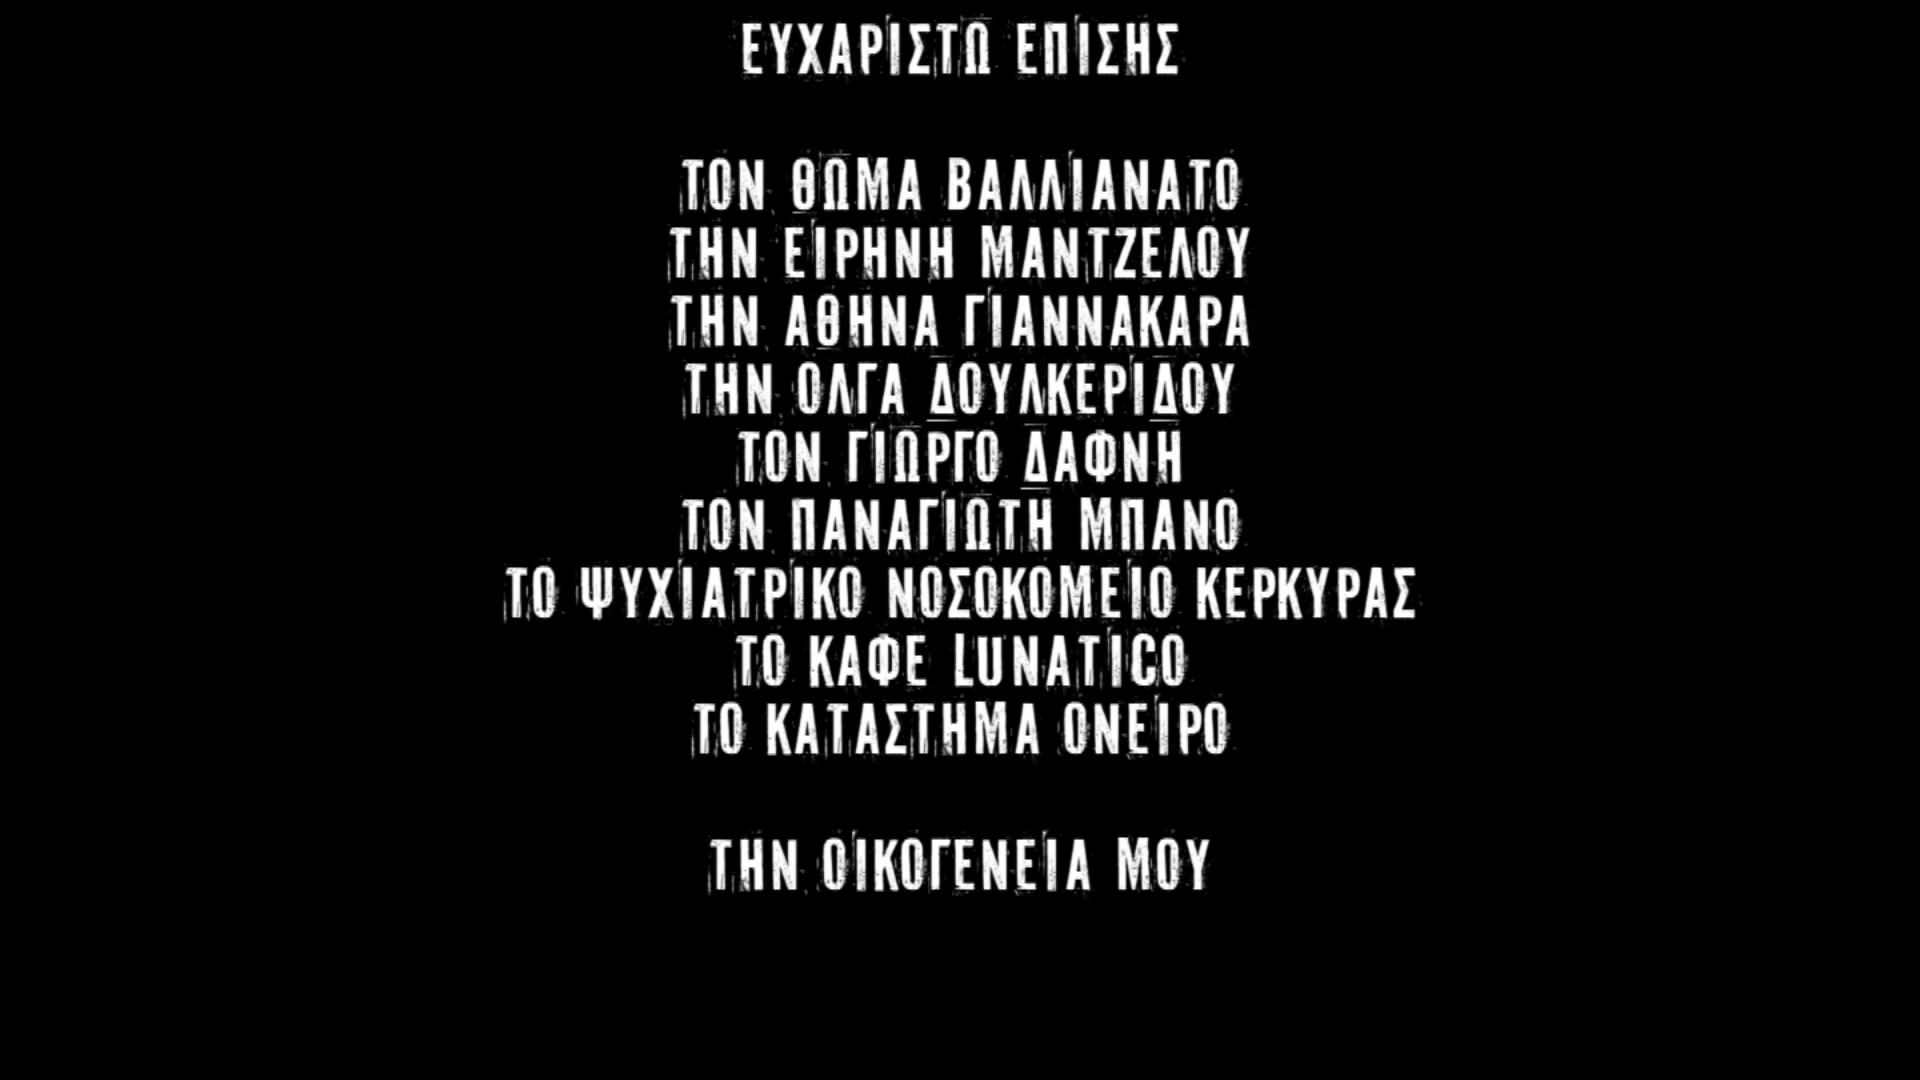 ΕΥΧΑΡΙΣΤΩ ΕΠΙΣΗΣ
ΤΟΝ ΘΩΜΑ ΒΑΛΛΙΑΝΑΤΟ
ΤΗΝ ΕΙΡΗΝΗ ΜΑΝΤΖΕΛΟΥ
ΤΗΝ ΑΘΗΝΑ ΓΙΑΝΝΑΚΑΡΑ
ΤΗΝ ΟΛΓΑ ΔΟΥΛΚΕΡΙΔΟΥ
ΤΟΝ ΓΙΩΡΓΟ ΔΑΦΝΗ
ΤΟΝ ΠΑΝΑΓΙΩΤΗ ΜΠΑΝΟ
ΤΟ ΨΥΧΙΑΤΡΙΚΟ ΝΟΣΟΚΟΜΕΙΟ ΚΕΡΚΥΡΑΣ
ΤΟ ΚΑΦΕ LUNATICO
ΤΟ ΚΑΤΑΣΤΗΜΑ ΟΝΕΙΡΟ
ΤΗΝ ΟΙΚΟΓΕΝΕΙΑ ΜΟΥ